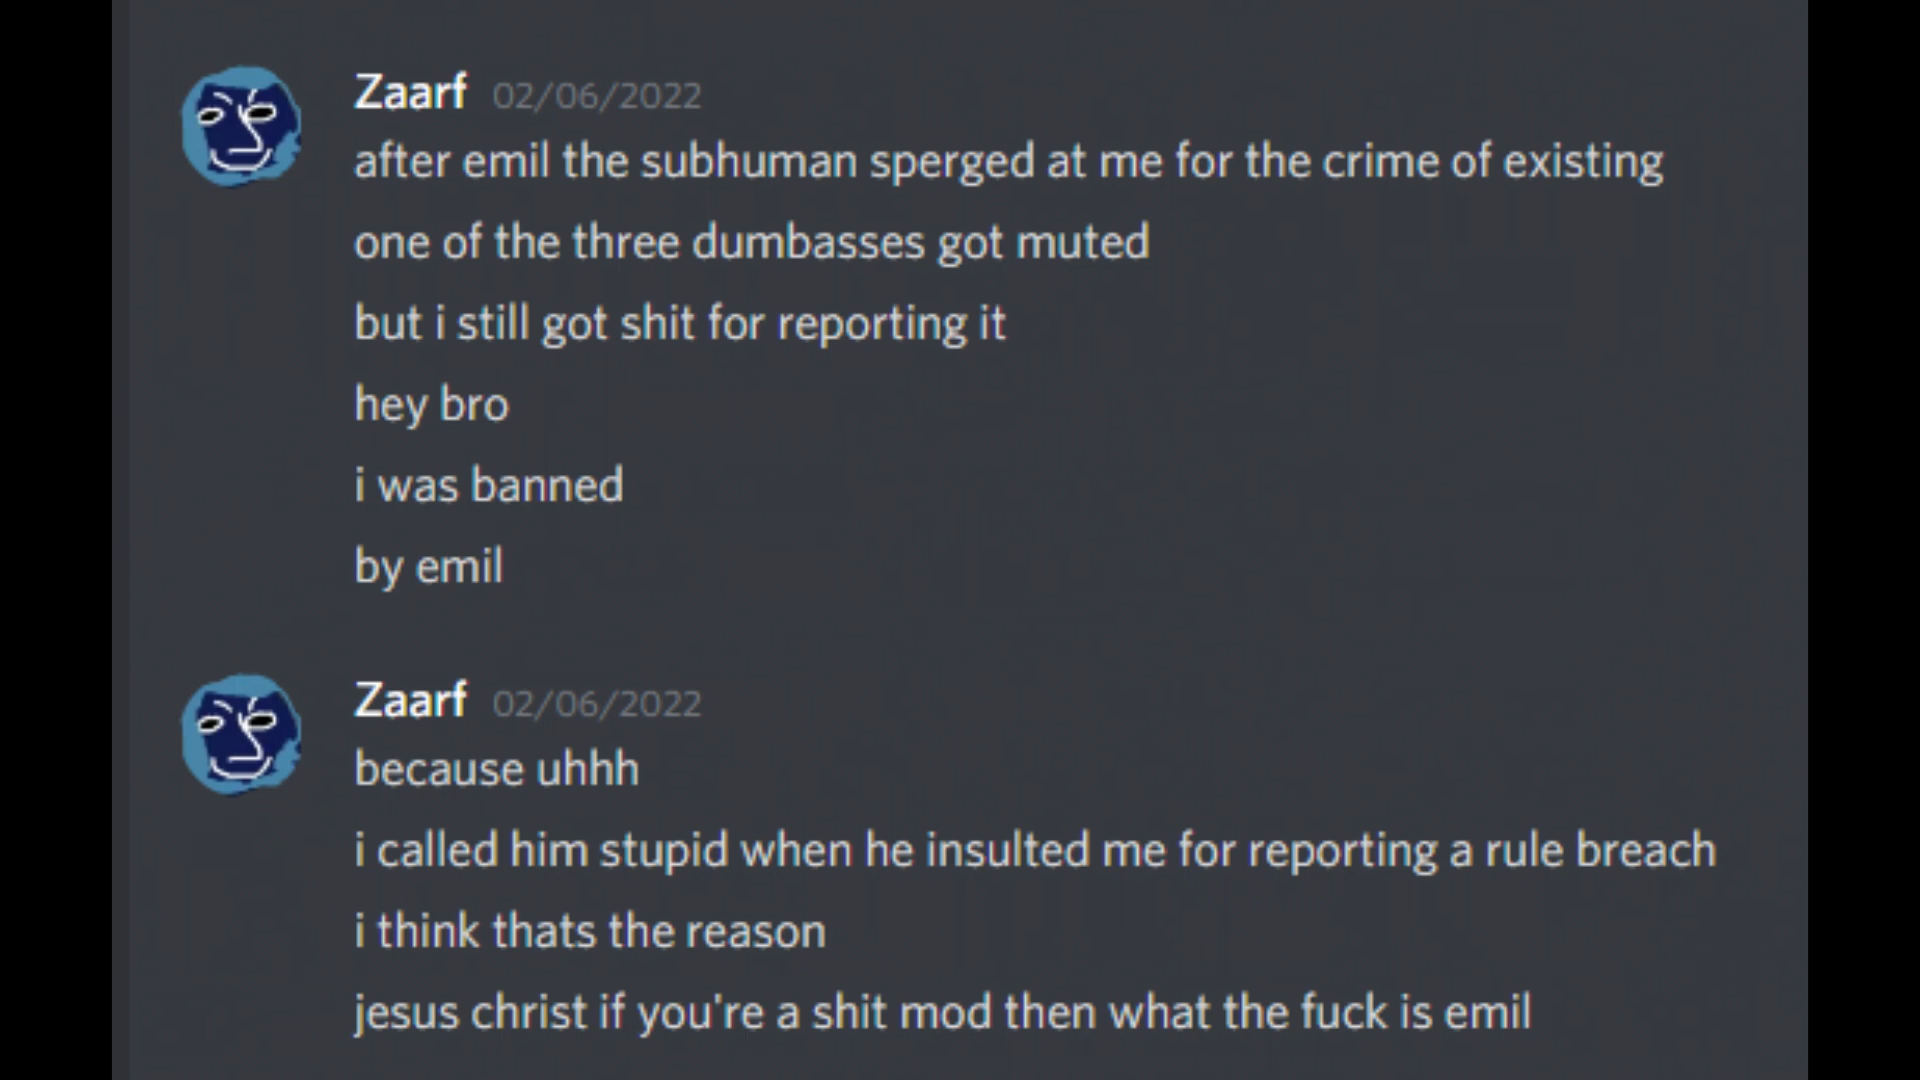 Zaarf 02/06/2022
after emil the subhuman sperged at me for the crime of existing
one of the three dumbasses got muted
but i still got shit for reporting it
hey bro
i was banned
by emil
Zaarf 02/06/2022
because uhhh
i called him stupid when he insulted me for reporting a rule breach
i think thats the reason
jesus christ if you're a shit mod then what the fuck is emil